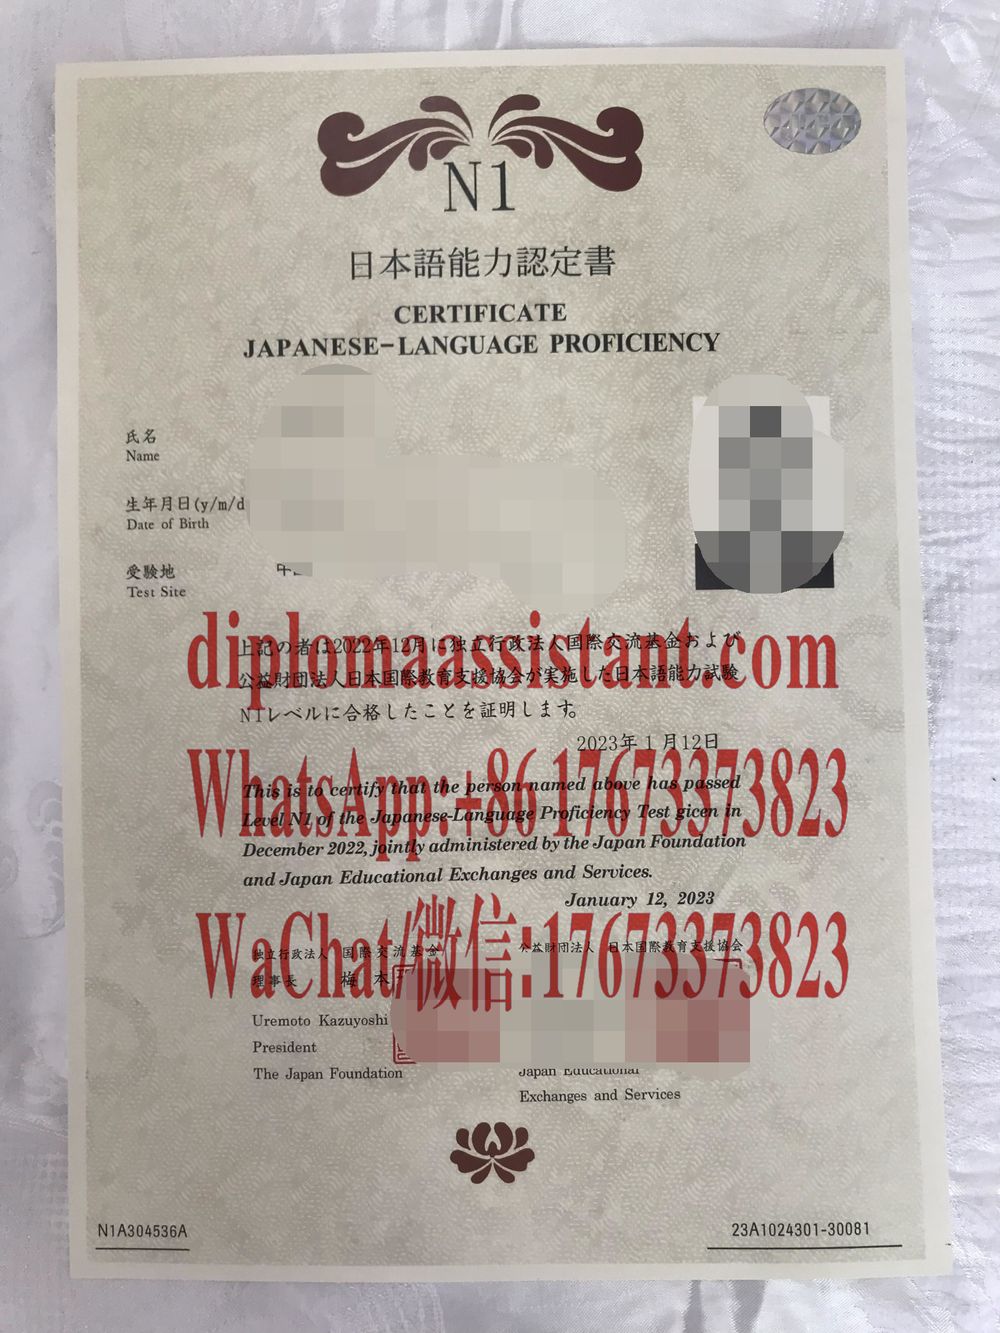 N1
日本語能力認定書
CERTIFICATE
JAPANESE-LANGUAGE PROFICIENCY
氏名
Name
生年月日(y/m/d
Date of Birth
受験地
Test Site
diplomaassistant.com
上記の者は2022年12月に独立行政法人国際交流基金および
公益財団法人日本国際教育支援協会が実施した日本語能力試験
N1レベルに合格したことを証明します。
2023年1月12日
WhatsApp:+86 17673373823
This is to certify that the person named above has passed
Level N1 of the Japanese-Language Proficiency Test gicen in
December 2022, jointly administered by the Japan Foundation
and Japan Educational Exchanges and Services.
January 12, 2023
WaChat/微信:17673373823
独立行政法人 国際交流基金
理事長 梅本
Uremoto Kazuyoshi
President
The Japan Foundation
公益財団法人 日本国際教育支援協会
Japan Educational
Exchanges and Services
N1A304536A
23A1024301-30081